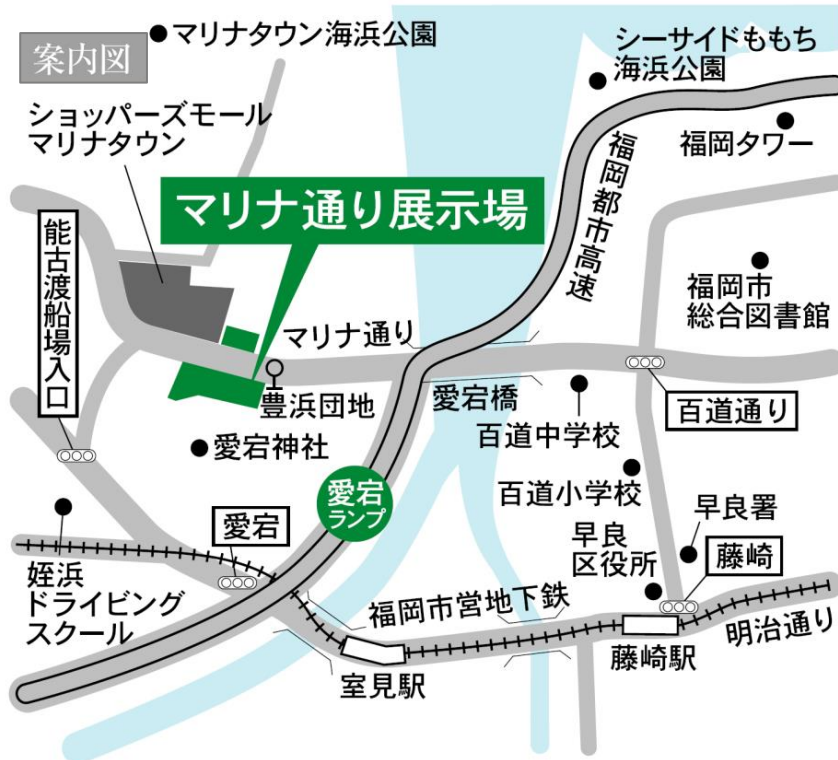 案内図
マリナタウン海浜公園
シーサイドももち
海浜公園
ショッパーズモール
マリナタウン
福岡タワー
福岡都市高速
マリナ通り展示場
能古渡船場入口
福岡市
総合図書館
マリナ通り
豊浜団地
愛宕橋
百道中学校
百道通り
愛宕神社
愛宕
ランプ
百道小学校
早良署
愛宕
早良
区役所
藤崎
姪浜
ドライビング
スクール
福岡市営地下鉄
室見駅
藤崎駅
明治通り